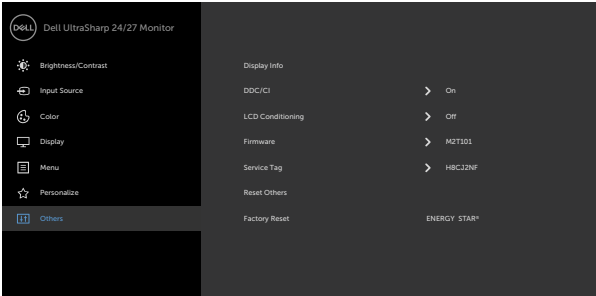 DELL Dell UltraSharp 24/27 Monitor
Brightness/Contrast
Display Info
Input Source
DDC/CI On
Color
LCD Conditioning Off
Display
Firmware M2T101
Menu
Service Tag H8CJ2NF
Personalize
Reset Others
Others
Factory Reset ENERGY STAR®